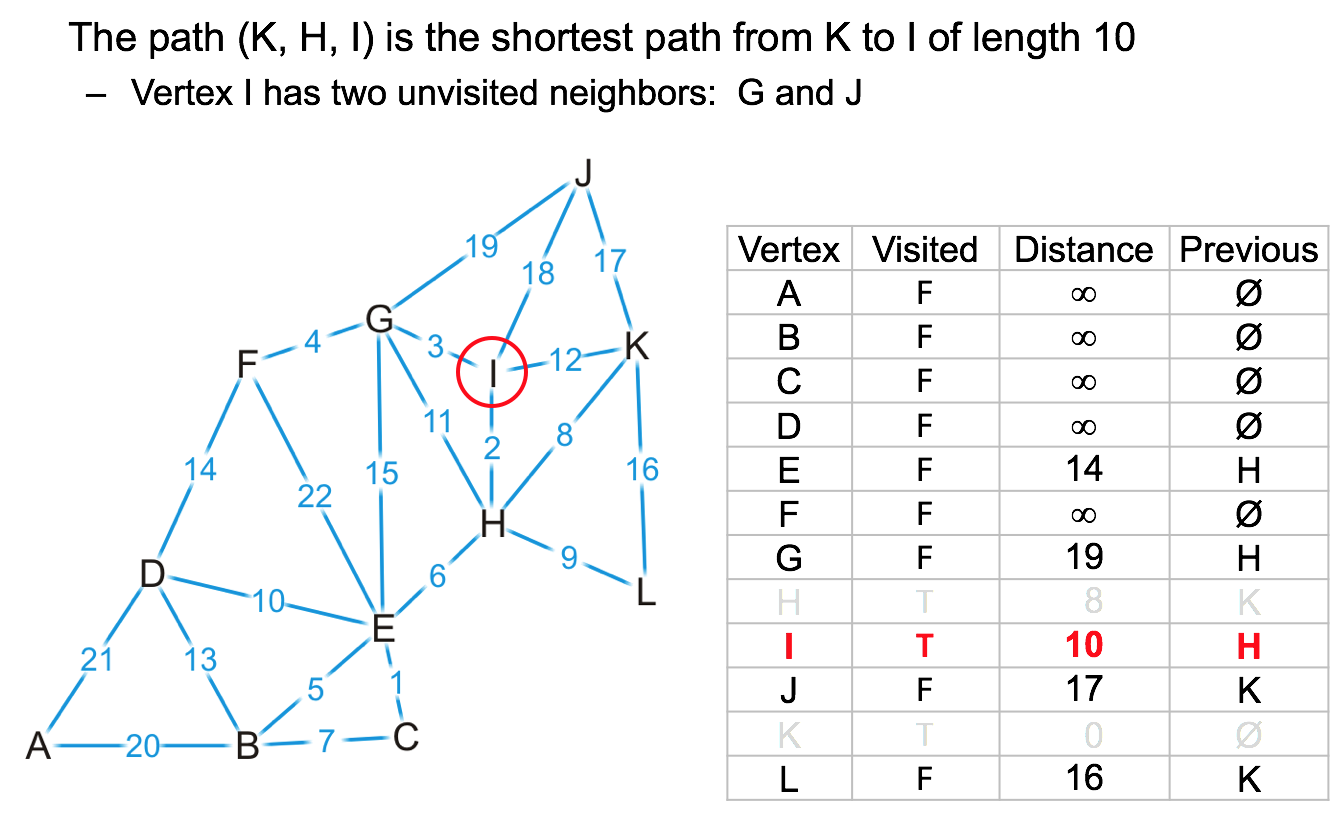 The path (K, H, I) is the shortest path from K to I of length 10
– Vertex I has two unvisited neighbors: G and J
J
19
18
17
G
4
3
I
12
K
F
11
2
8
14
22
15
16
H
9
6
L
D
10
E
21
13
5
1
A
20
B
7
C
Vertex Visited Distance Previous
A F ∞ Ø
B F ∞ Ø
C F ∞ Ø
D F ∞ Ø
E F 14 H
F F ∞ Ø
G F 19 H
H T 8 K
I T 10 H
J F 17 K
K T 0 Ø
L F 16 K